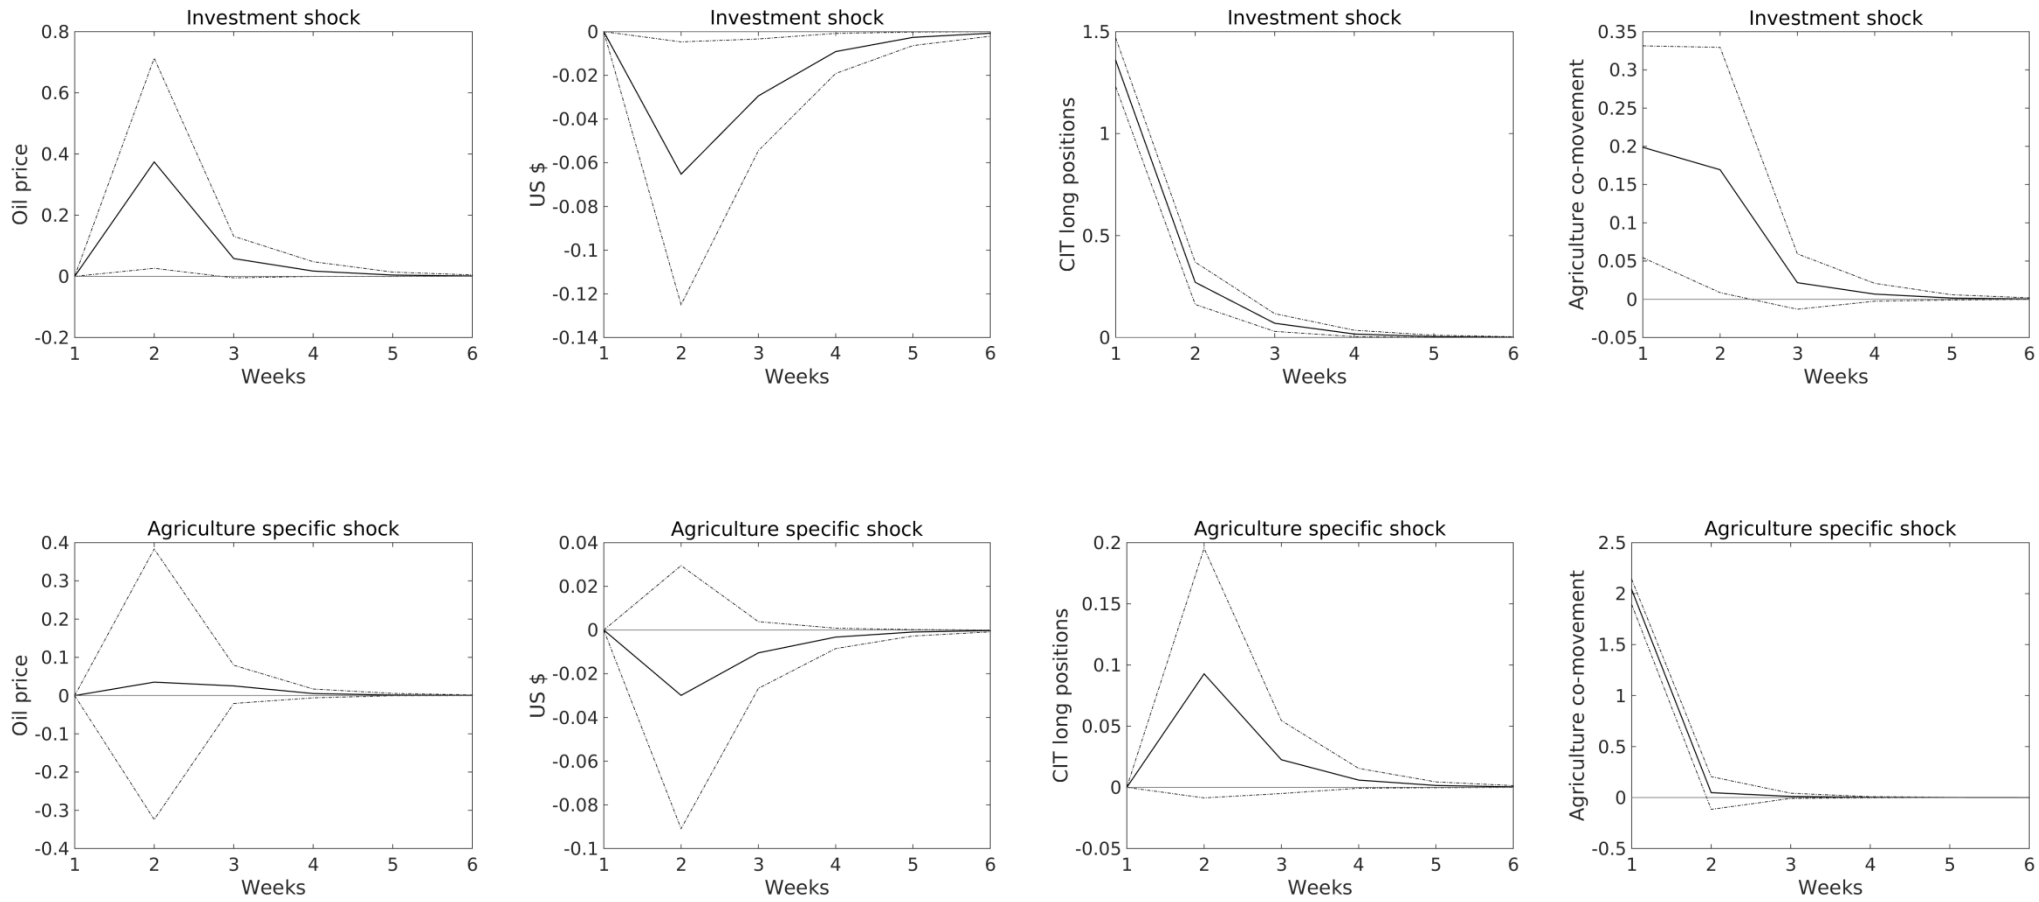 Investment shock
0.8
0.6
0.4
0.2
0
-0.2
Oil price
1 2 3 4 5 6
Weeks
Investment shock
0
-0.02
-0.04
-0.06
-0.08
-0.1
-0.12
-0.14
US $
1 2 3 4 5 6
Weeks
Investment shock
1.5
1
0.5
0
CIT long positions
1 2 3 4 5 6
Weeks
Investment shock
0.35
0.3
0.25
0.2
0.15
0.1
0.05
0
-0.05
Agriculture co-movement
1 2 3 4 5 6
Weeks
Agriculture specific shock
0.4
0.3
0.2
0.1
0
-0.1
-0.2
-0.3
-0.4
Oil price
1 2 3 4 5 6
Weeks
Agriculture specific shock
0.04
0.02
0
-0.02
-0.04
-0.06
-0.08
-0.1
US $
1 2 3 4 5 6
Weeks
Agriculture specific shock
0.2
0.15
0.1
0.05
0
-0.05
CIT long positions
1 2 3 4 5 6
Weeks
Agriculture specific shock
2.5
2
1.5
1
0.5
0
-0.5
Agriculture co-movement
1 2 3 4 5 6
Weeks